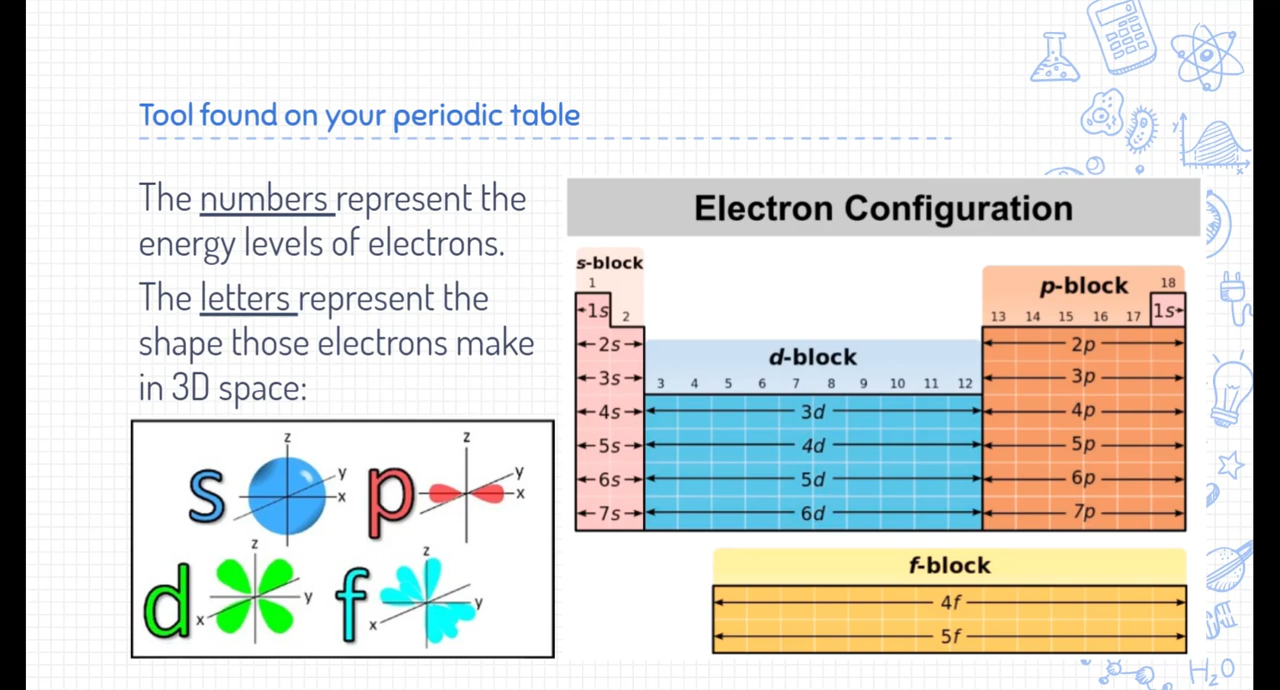 Tool found on your periodic table
The numbers represent the
energy levels of electrons.
The letters represent the
shape those electrons make
in 3D space:
s z y x p z y x
d z y x f z y x
Electron Configuration
s-block
1
1s
2
2s
3s
4s
5s
6s
7s
d-block
3 4 5 6 7 8 9 10 11 12
3d
4d
5d
6d
p-block
18
13 14 15 16 17
1s
2p
3p
4p
5p
6p
7p
f-block
4f
5f
y
x
H₂O